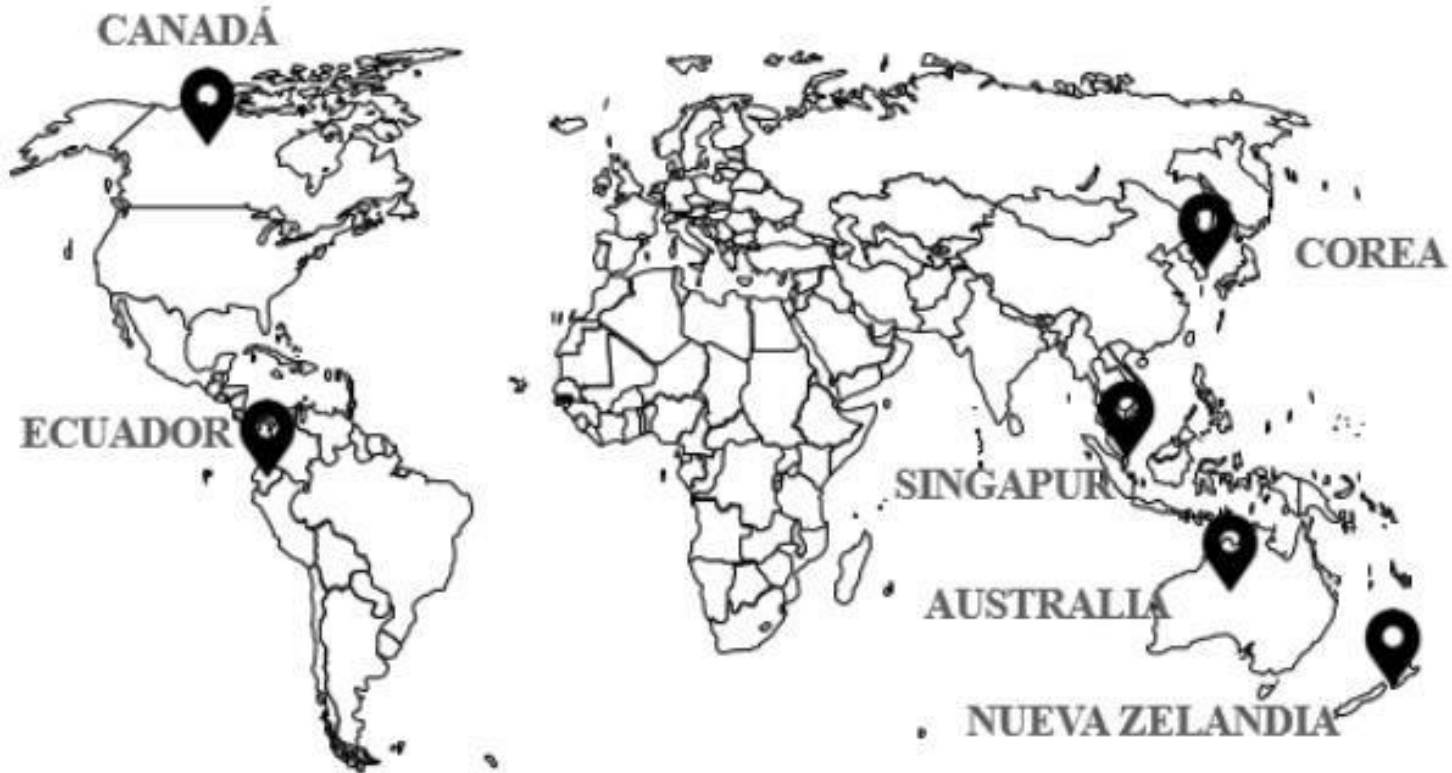 CANADÁ
COREA
ECUADOR
SINGAPUR
AUSTRALIA
NUEVA ZELANDIA